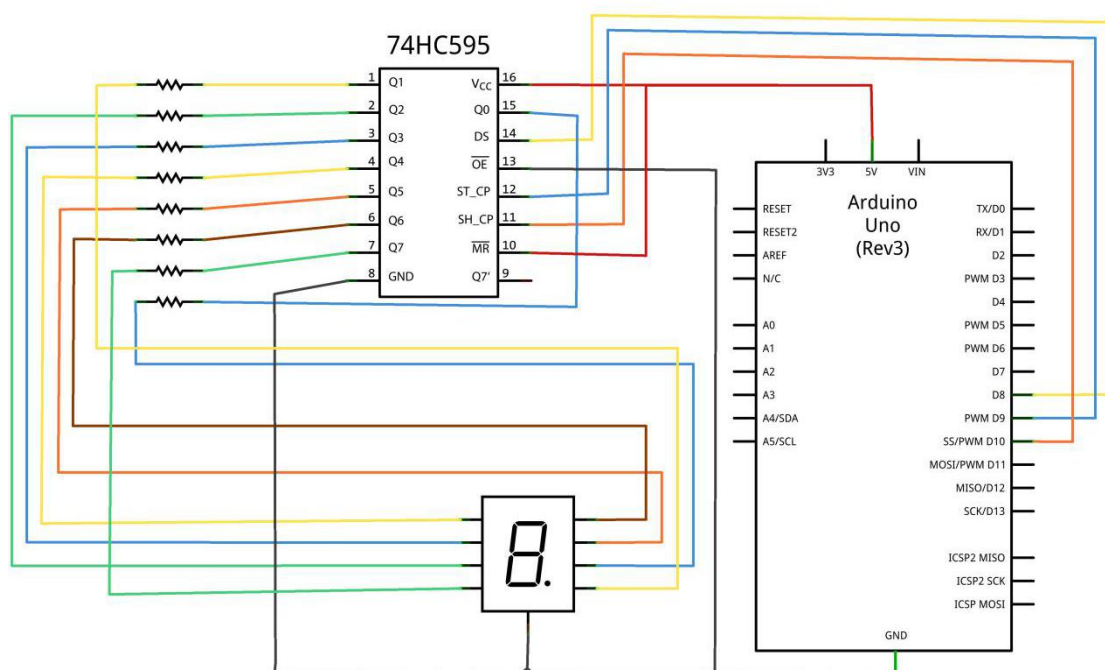 74HC595
1 Q1 VCC 16
2 Q2 Q0 15
3 Q3 DS 14
4 Q4 OE 13
5 Q5 ST_CP 12
6 Q6 SH_CP 11
7 Q7 MR 10
8 GND Q7' 9
3V3 5V VIN
Arduino
Uno
(Rev3)
RESET TX/D0
RESET2 RX/D1
AREF D2
N/C PWM D3
D4
A0 PWM D5
A1 PWM D6
A2 D7
A3 D8
A4/SDA PWM D9
A5/SCL SS/PWM D10
MOSI/PWM D11
MISO/D12
SCK/D13
ICSP2 MISO
ICSP2 SCK
ICSP MOSI
GND
8.